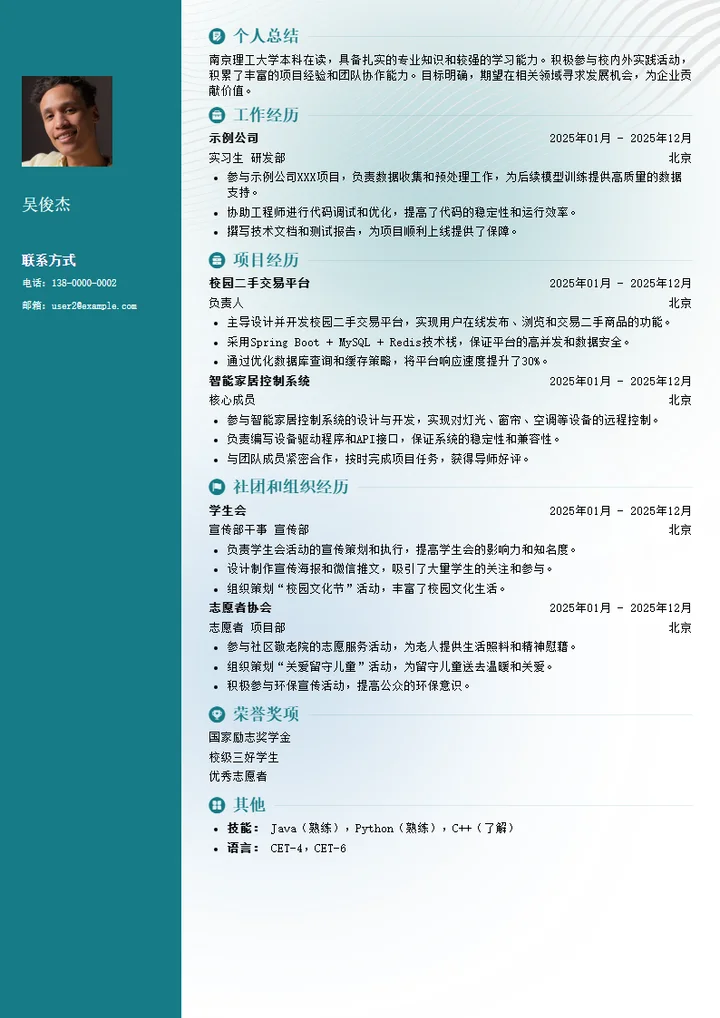 吴俊杰
联系方式
电话：138-0000-0002
邮箱：user2@example.com
个人总结
南京理工大学本科在读，具备扎实的专业知识和较强的学习能力。积极参与校内外实践活动，
积累了丰富的项目经验和团队协作能力。目标明确，期望在相关领域寻求发展机会，为企业贡
献价值。
工作经历
示例公司 2025年01月 - 2025年12月
实习生 研发部 北京
• 参与示例公司XXX项目，负责数据收集和预处理工作，为后续模型训练提供高质量的数据
支持。
• 协助工程师进行代码调试和优化，提高了代码的稳定性和运行效率。
• 撰写技术文档和测试报告，为项目顺利上线提供了保障。
项目经历
校园二手交易平台 2025年01月 - 2025年12月
负责人 北京
• 主导设计并开发校园二手交易平台，实现用户在线发布、浏览和交易二手商品的功能。
• 采用Spring Boot + MySQL + Redis技术栈，保证平台的高并发和数据安全。
• 通过优化数据库查询和缓存策略，将平台响应速度提升了30%。
智能家居控制系统 2025年01月 - 2025年12月
核心成员 北京
• 参与智能家居控制系统的设计与开发，实现对灯光、窗帘、空调等设备的远程控制。
• 负责编写设备驱动程序和API接口，保证系统的稳定性和兼容性。
• 与团队成员紧密合作，按时完成项目任务，获得导师好评。
社团和组织经历
学生会 2025年01月 - 2025年12月
宣传部干事 宣传部 北京
• 负责学生会活动的宣传策划和执行，提高学生会的影响力和知名度。
• 设计制作宣传海报和微信推文，吸引了大量学生的关注和参与。
• 组织策划“校园文化节”活动，丰富了校园文化生活。
志愿者协会 2025年01月 - 2025年12月
志愿者 项目部 北京
• 参与社区敬老院的志愿服务活动，为老人提供生活照料和精神慰藉。
• 组织策划“关爱留守儿童”活动，为留守儿童送去温暖和关爱。
• 积极参与环保宣传活动，提高公众的环保意识。
荣誉奖项
国家励志奖学金
校级三好学生
优秀志愿者
其他
• 技能： Java（熟练），Python（熟练），C++（了解）
• 语言： CET-4，CET-6